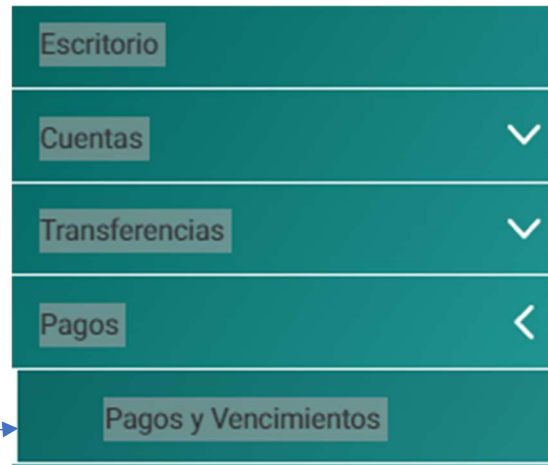 Escritorio
Cuentas
Transferencias
Pagos
Pagos y Vencimientos